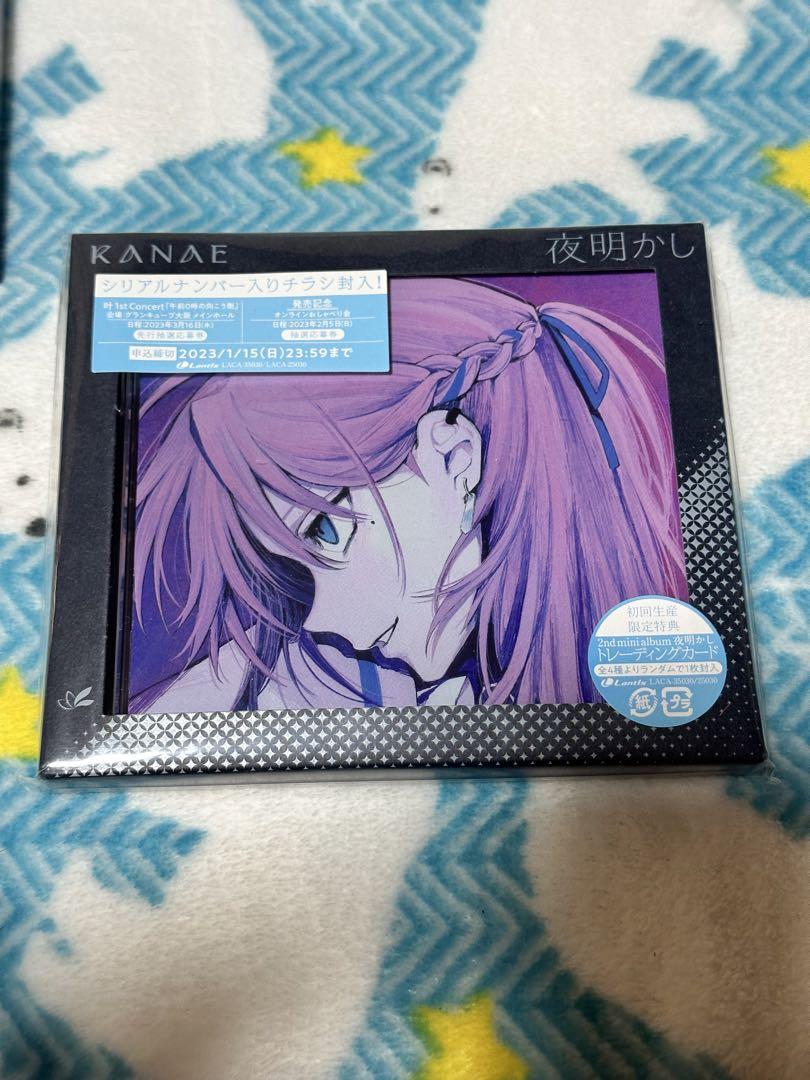 KANAE
夜明かし
シリアルナンバー入りチラシ封入!
叶 1st Concert「午前0時の向こう側」
会場 グランキューブ大阪 メインホール
日程:2023年3月16日(木)
先行抽選応募券
発売記念
オンラインおしゃべり会
日程:2023年2月5日(日)
抽選応募券
申込締切 2023/1/15(日)23:59まで
Lantis LACA 35030/LACA 25030
初回生産
限定特典
2nd mini album 夜明かし
トレーディングカード
全4種よりランダムで1枚封入
Lantis LACA-35030/25030
紙 プラ